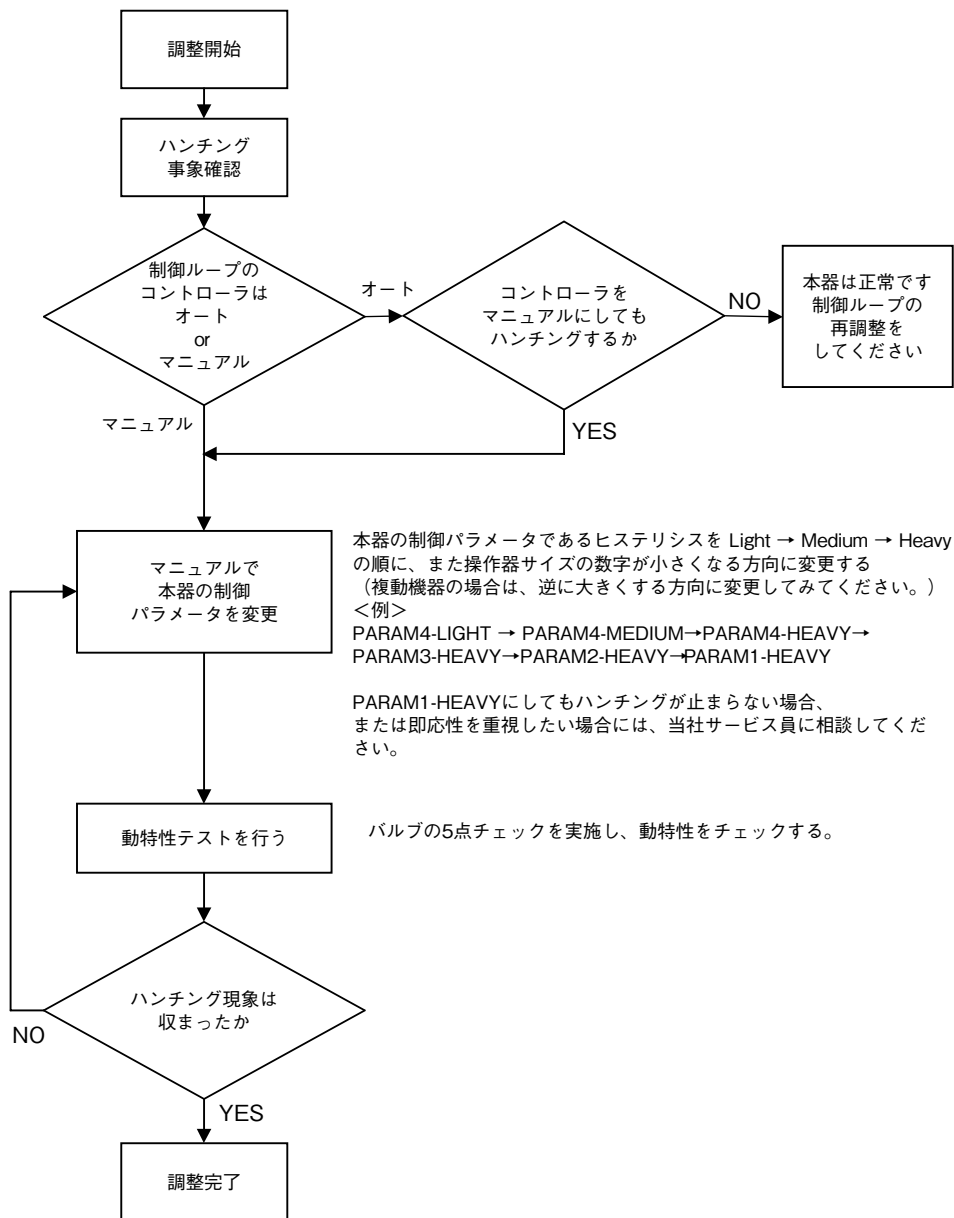 調整開始
ハンチング
事象確認
制御ループの
コントローラは
オート
or
マニュアル
オート
コントローラを
マニュアルにしても
ハンチングするか
NO
本器は正常です
制御ループの
再調整を
してください
マニュアル
YES
マニュアルで
本器の制御
パラメータを変更
本器の制御パラメータであるヒステリシスを Light → Medium → Heavy
の順に、また操作器サイズの数字が小さくなる方向に変更する
（複動機器の場合は、逆に大きくする方向に変更してみてください。）
＜例＞
PARAM4-LIGHT → PARAM4-MEDIUM→PARAM4-HEAVY→
PARAM3-HEAVY→PARAM2-HEAVY→PARAM1-HEAVY
PARAM1-HEAVYにしてもハンチングが止まらない場合、
または即応性を重視したい場合には、当社サービス員に相談してくだ
さい。
動特性テストを行う
バルブの5点チェックを実施し、動特性をチェックする。
ハンチング現象は
収まったか
NO
YES
調整完了